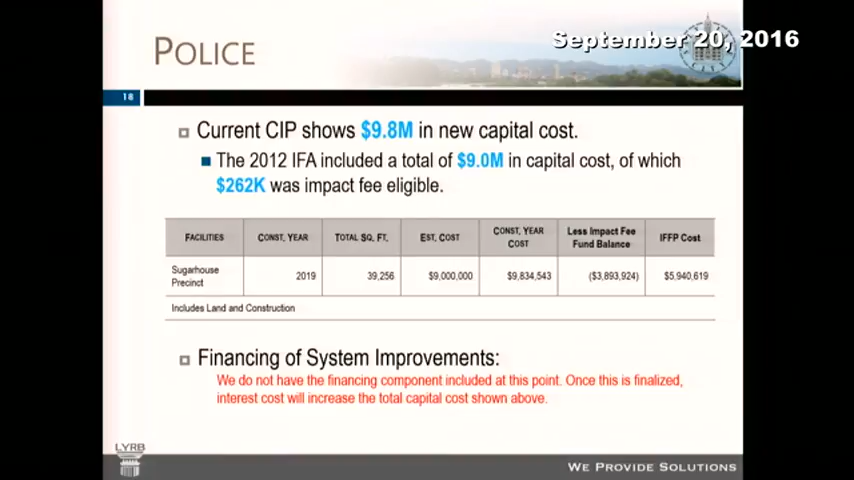 September 20, 2016
POLICE
18
Current CIP shows $9.8M in new capital cost.
The 2012 IFA included a total of $9.0M in capital cost, of which
$262K was impact fee eligible.
FACILITIES CONST. YEAR TOTAL SQ. FT. EST. COST CONST. YEAR COST Less Impact Fee Fund Balance IFFP Cost
Sugarhouse Precinct 2019 39,256 $9,000,000 $9,834,543 ($3,893,924) $5,940,619
Includes Land and Construction
Financing of System Improvements:
We do not have the financing component included at this point. Once this is finalized,
interest cost will increase the total capital cost shown above.
LYRB
WE PROVIDE SOLUTIONS